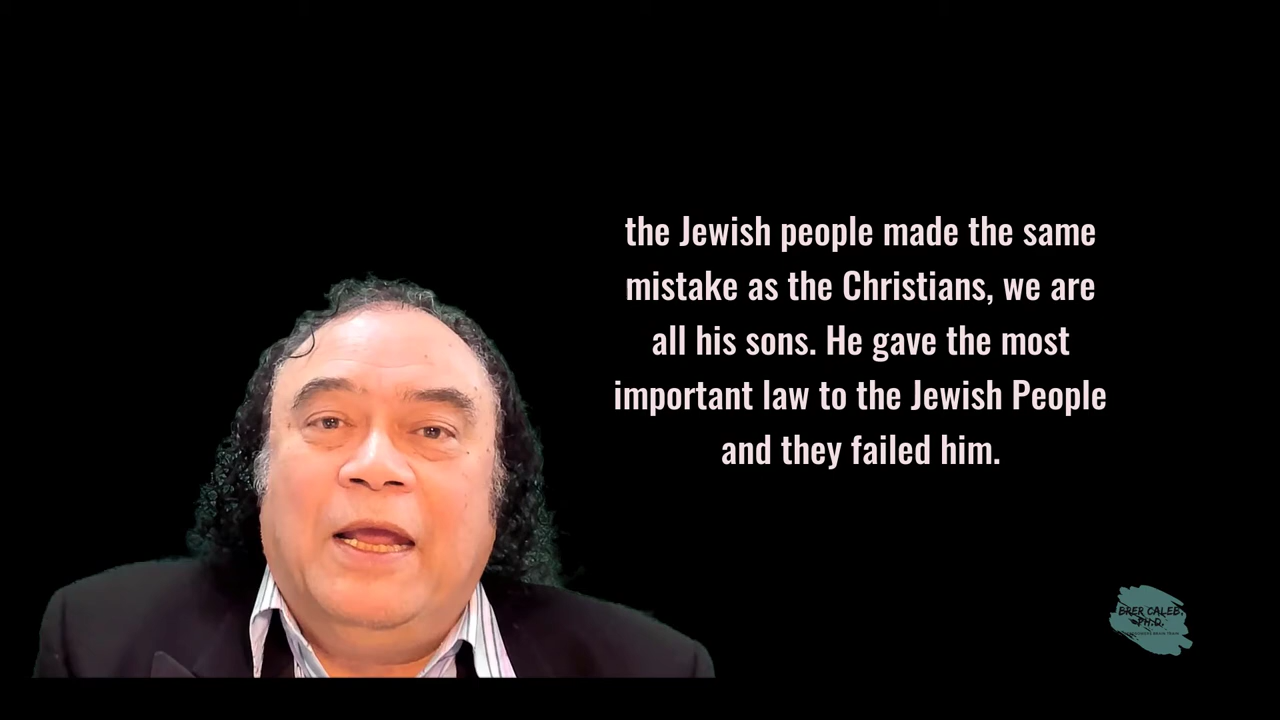 the Jewish people made the same
mistake as the Christians, we are
all his sons. He gave the most
important law to the Jewish People
and they failed him.
BRER CALEB,
PH.D.